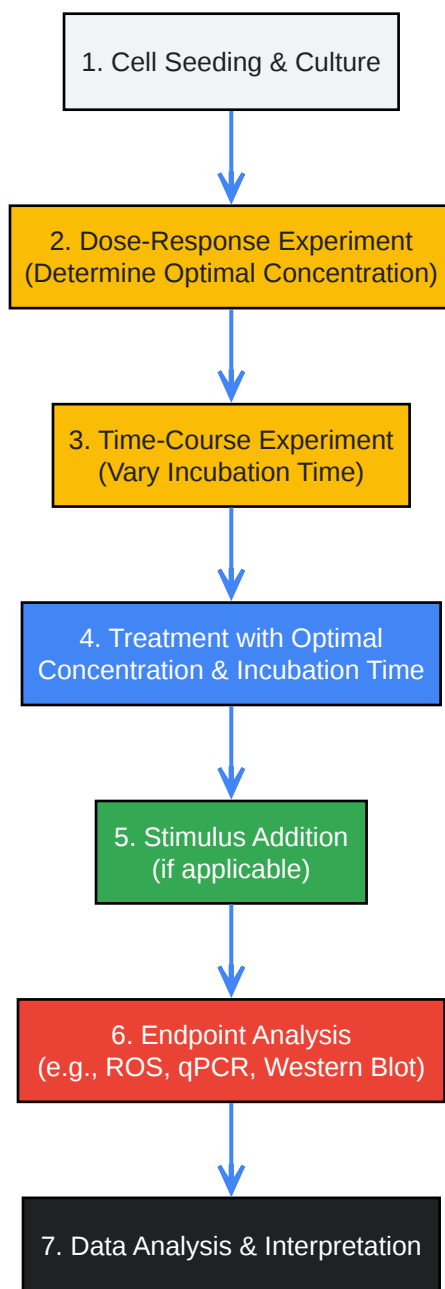 1. Cell Seeding & Culture
2. Dose-Response Experiment
(Determine Optimal Concentration)
3. Time-Course Experiment
(Vary Incubation Time)
4. Treatment with Optimal
Concentration & Incubation Time
5. Stimulus Addition
(if applicable)
6. Endpoint Analysis
(e.g., ROS, qPCR, Western Blot)
7. Data Analysis & Interpretation